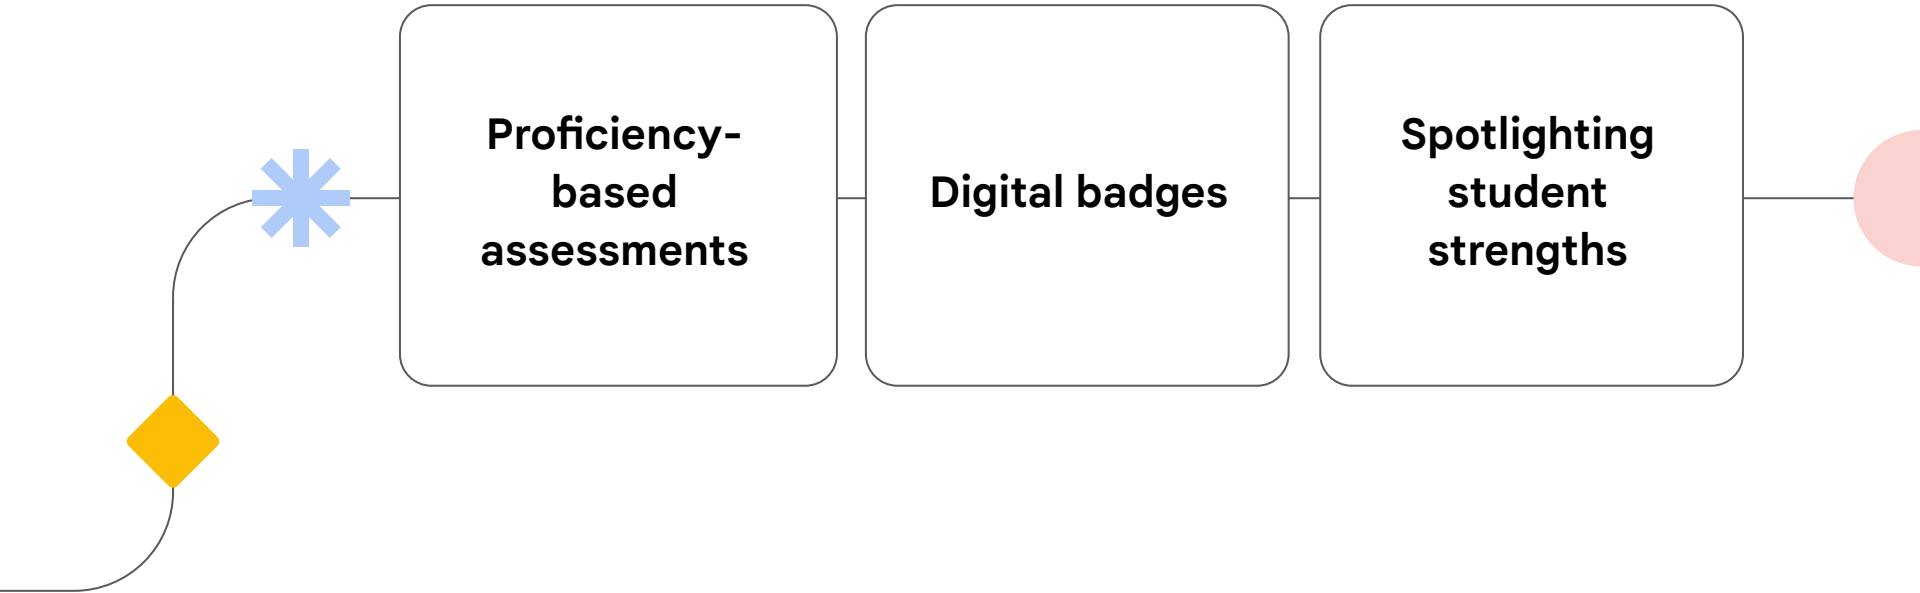 Proficiency-
based
assessments
Digital badges
Spotlighting
student
strengths